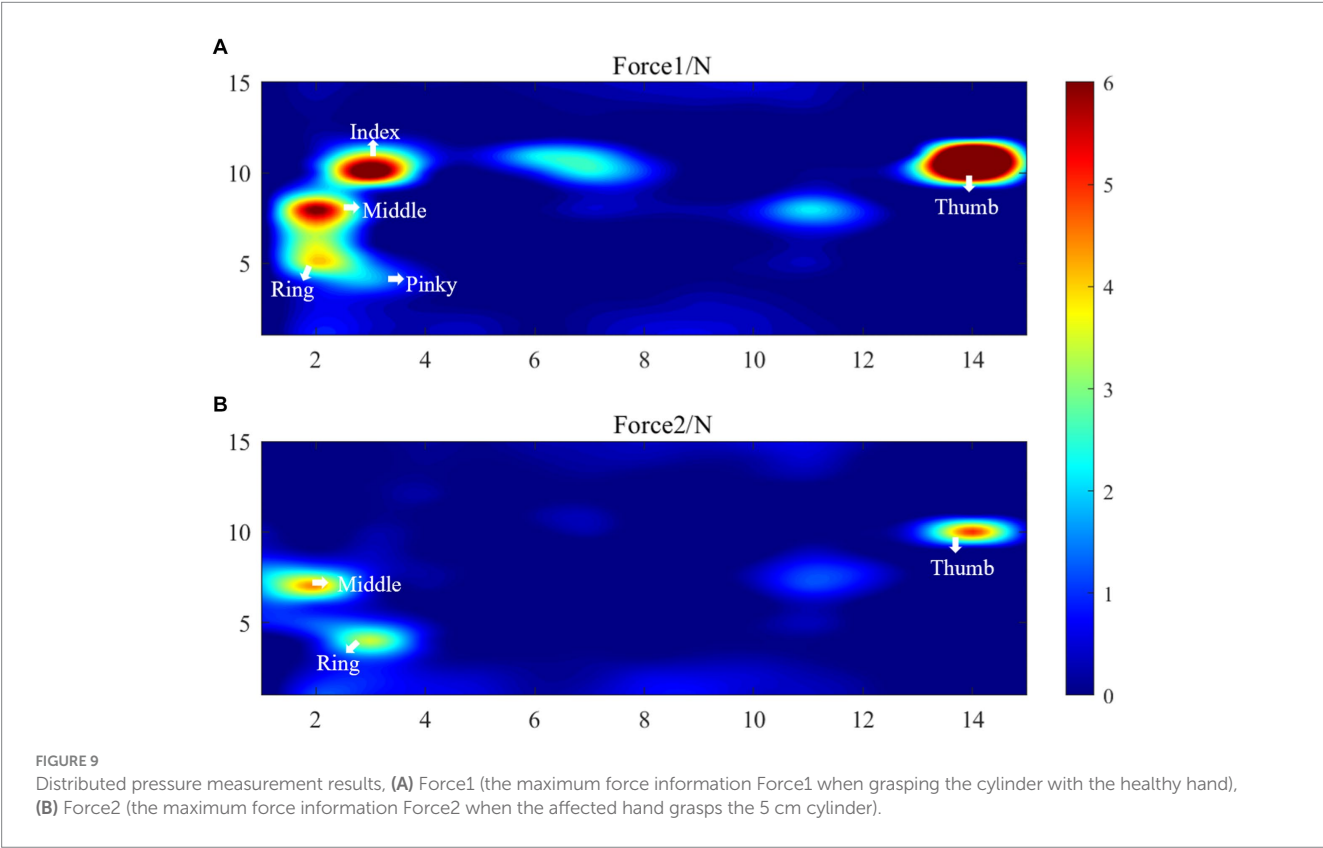 A
Force1/N
15
10
5
Index
Middle
Ring
Pinky
Thumb
2 4 6 8 10 12 14
B
Force2/N
15
10
5
Middle
Ring
Thumb
2 4 6 8 10 12 14
6
5
4
3
2
1
0
FIGURE 9
Distributed pressure measurement results, (A) Force1 (the maximum force information Force1 when grasping the cylinder with the healthy hand),
(B) Force2 (the maximum force information Force2 when the affected hand grasps the 5 cm cylinder).